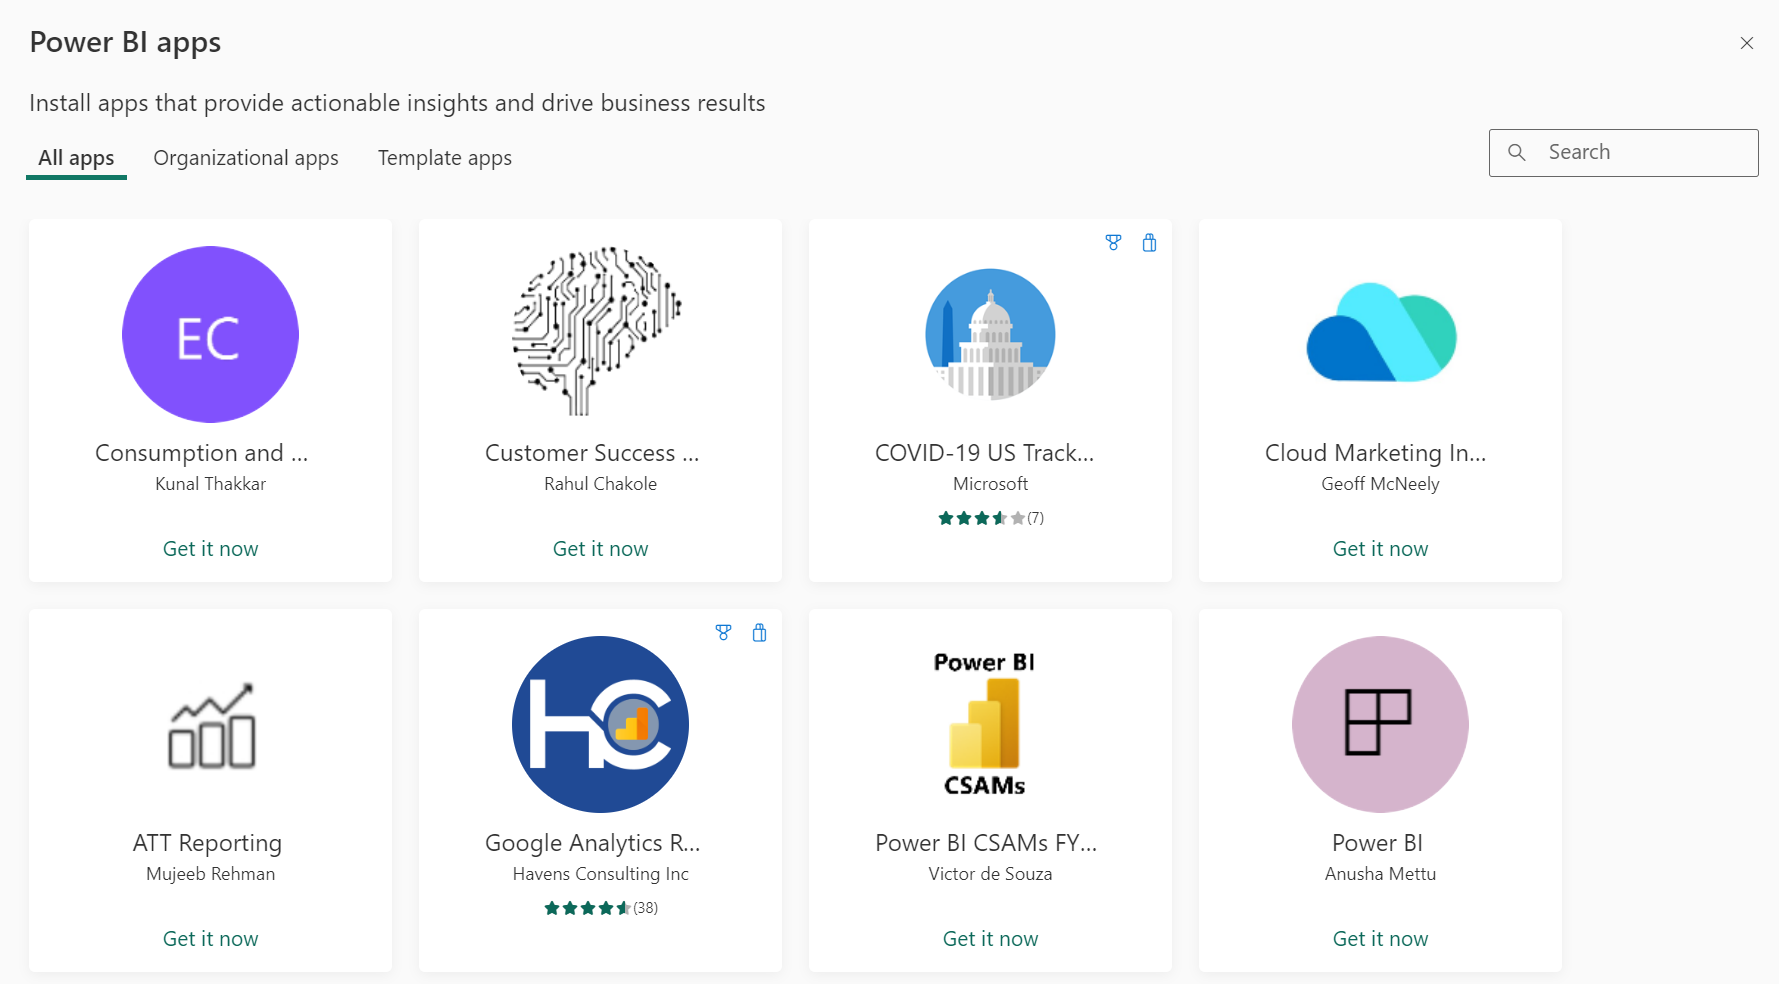 Power BI apps
Install apps that provide actionable insights and drive business results
All apps Organizational apps Template apps
Search
EC
Consumption and ...
Kunal Thakkar
Get it now
Customer Success ...
Rahul Chakole
Get it now
COVID-19 US Track...
Microsoft
(7)
Cloud Marketing In...
Geoff McNeely
Get it now
ATT Reporting
Mujeeb Rehman
Get it now
HC
Google Analytics R...
Havens Consulting Inc
(38)
Power BI
CSAMs
Power BI CSAMs FY...
Victor de Souza
Get it now
Power BI
Anusha Mettu
Get it now